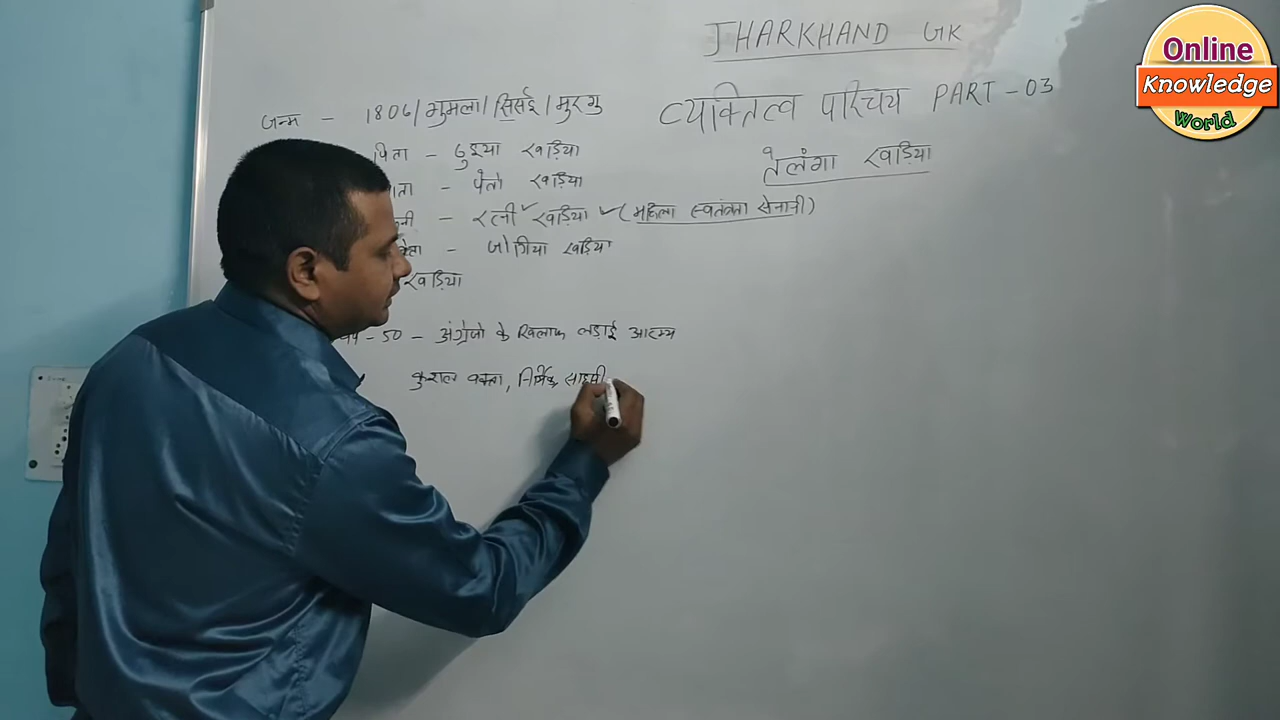 JHARKHAND GK
व्यक्तित्व परिचय PART - 03
तेलंगा खड़िया
जन्म - 1806/गुमला/सिसई/मुरगु
पिता - ठुइया खड़िया
पेतो खड़िया
रत्नी खड़िया (महिला स्वतंत्रता सेनानी)
- जोगिया खड़िया
खड़िया
- 50 - अंग्रेजो के खिलाफ लड़ाई आरम्भ
कुशल वक्ता, निर्भिक, साहसी
Online
Knowledge
World